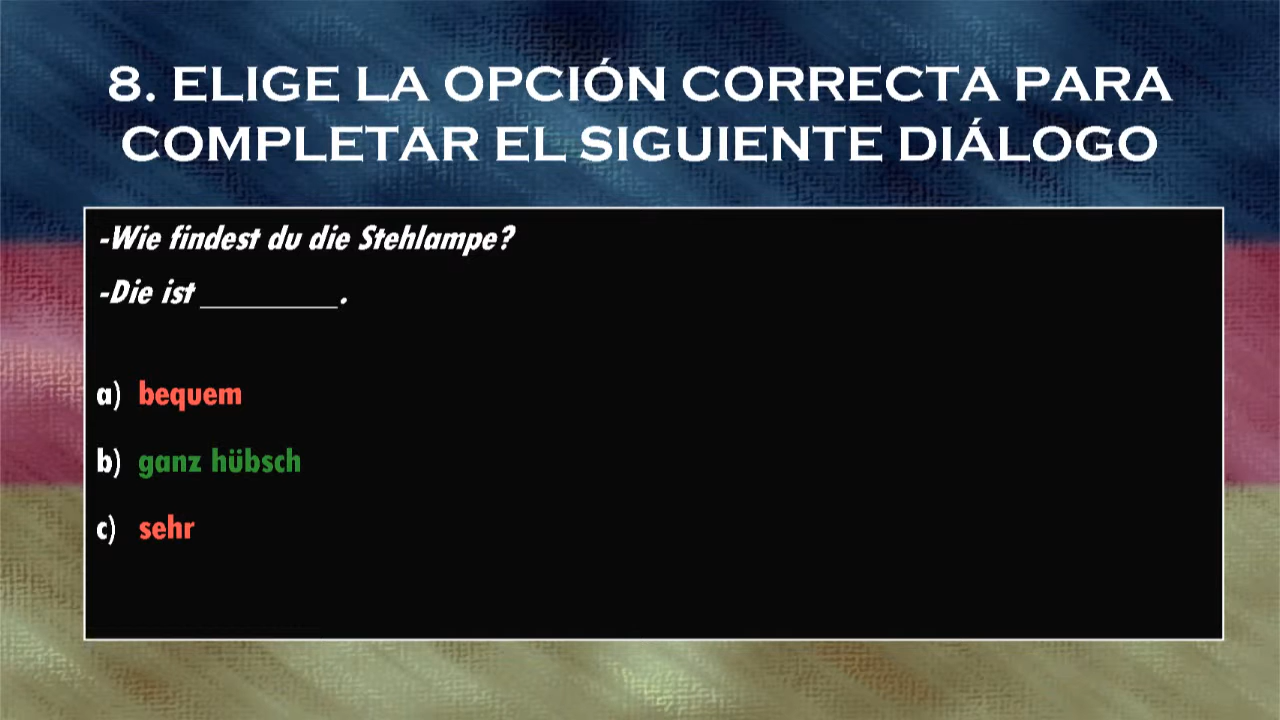 8. ELIGE LA OPCIÓN CORRECTA PARA
COMPLETAR EL SIGUIENTE DIÁLOGO
-Wie findest du die Stehlampe?
-Die ist ________.
a) bequem
b) ganz hübsch
c) sehr